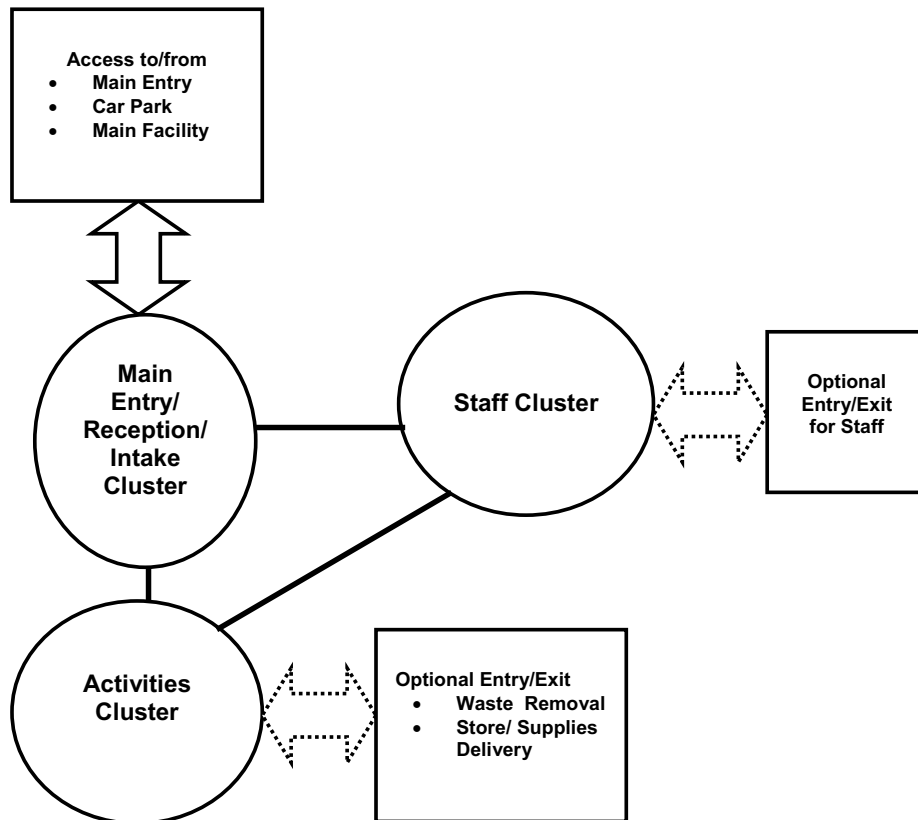 Access to/from
• Main Entry
• Car Park
• Main Facility
Main
Entry/
Reception/
Intake
Cluster
Staff Cluster
Optional
Entry/Exit
for Staff
Activities
Cluster
Optional Entry/Exit
• Waste Removal
• Store/ Supplies
Delivery